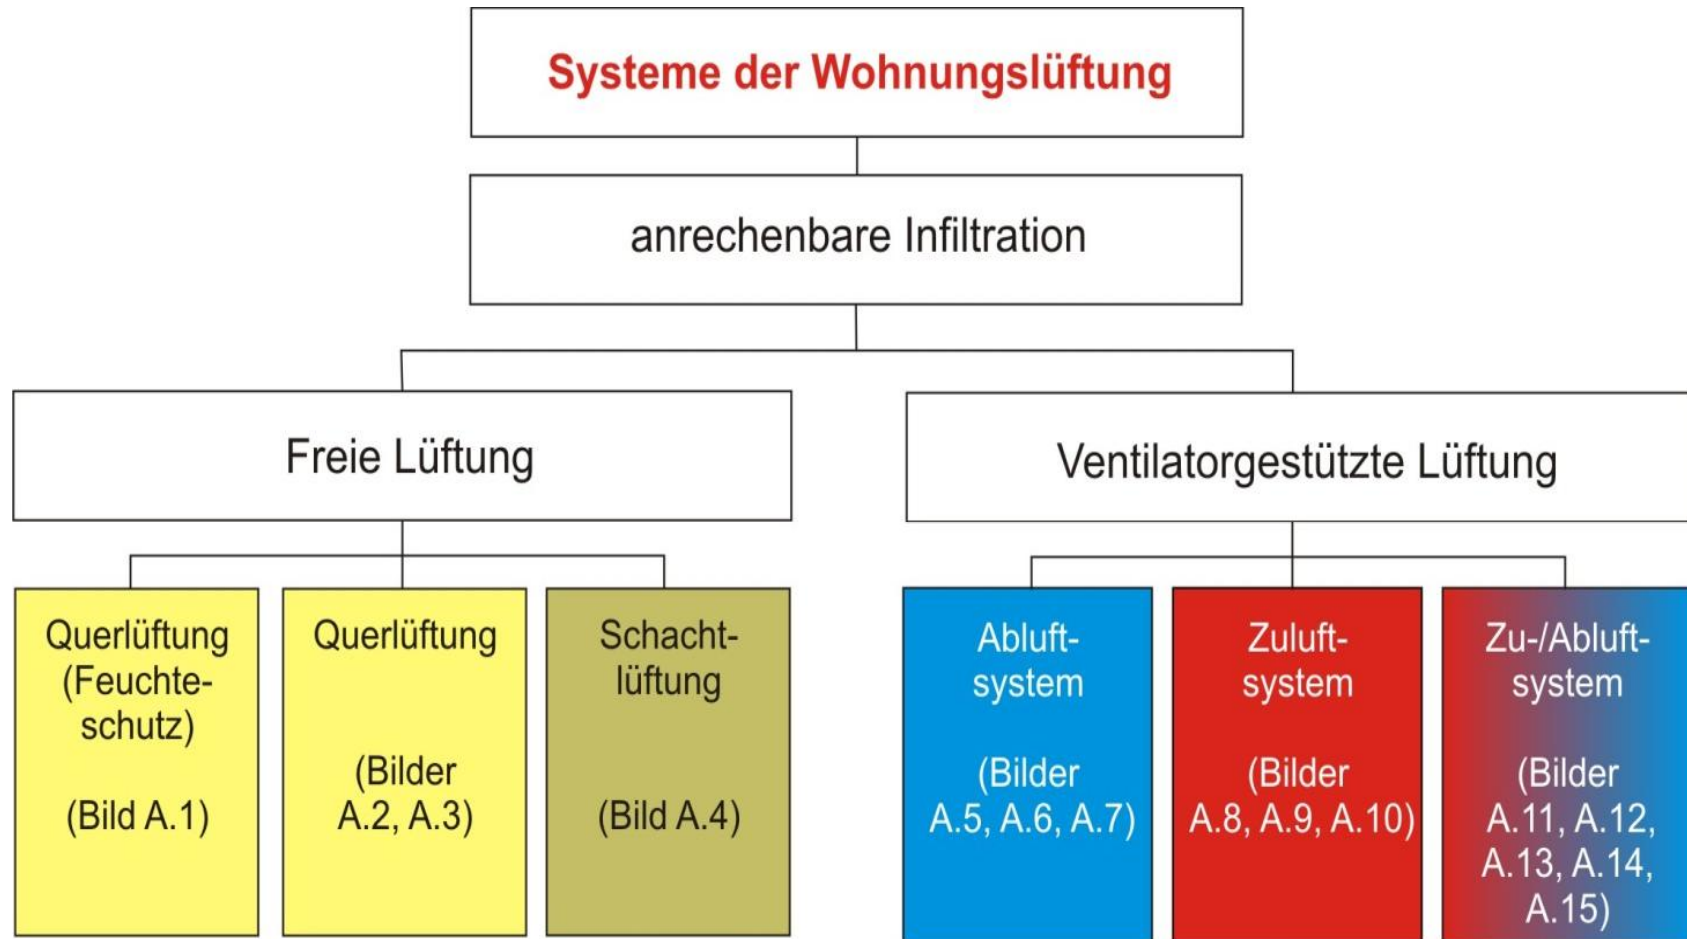 Systeme der Wohnungslüftung
anrechenbare Infiltration
Freie Lüftung
Ventilatorgestützte Lüftung
Querlüftung
(Feuchte-
schutz)
(Bild A.1)
Querlüftung
(Bilder
A.2, A.3)
Schacht-
lüftung
(Bild A.4)
Abluft-
system
(Bilder
A.5, A.6, A.7)
Zuluft-
system
(Bilder
A.8, A.9, A.10)
Zu-/Abluft-
system
(Bilder
A.11, A.12,
A.13, A.14,
A.15)